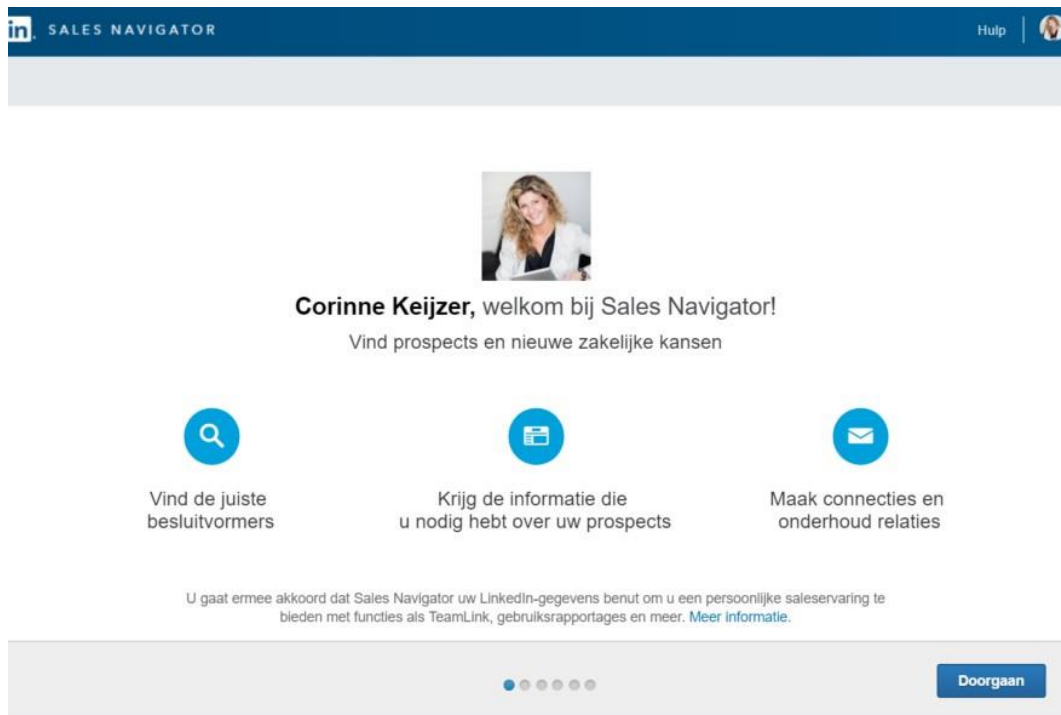 in. SALES NAVIGATOR
Hulp
Corinne Keijzer, welkom bij Sales Navigator!
Vind prospects en nieuwe zakelijke kansen
Vind de juiste
besluitvormers
Krijg de informatie die
u nodig hebt over uw prospects
Maak connecties en
onderhoud relaties
U gaat ermee akkoord dat Sales Navigator uw LinkedIn-gegevens benut om u een persoonlijke saleservaring te
bieden met functies als TeamLink, gebruiksrapportages en meer. Meer informatie.
Doorgaan